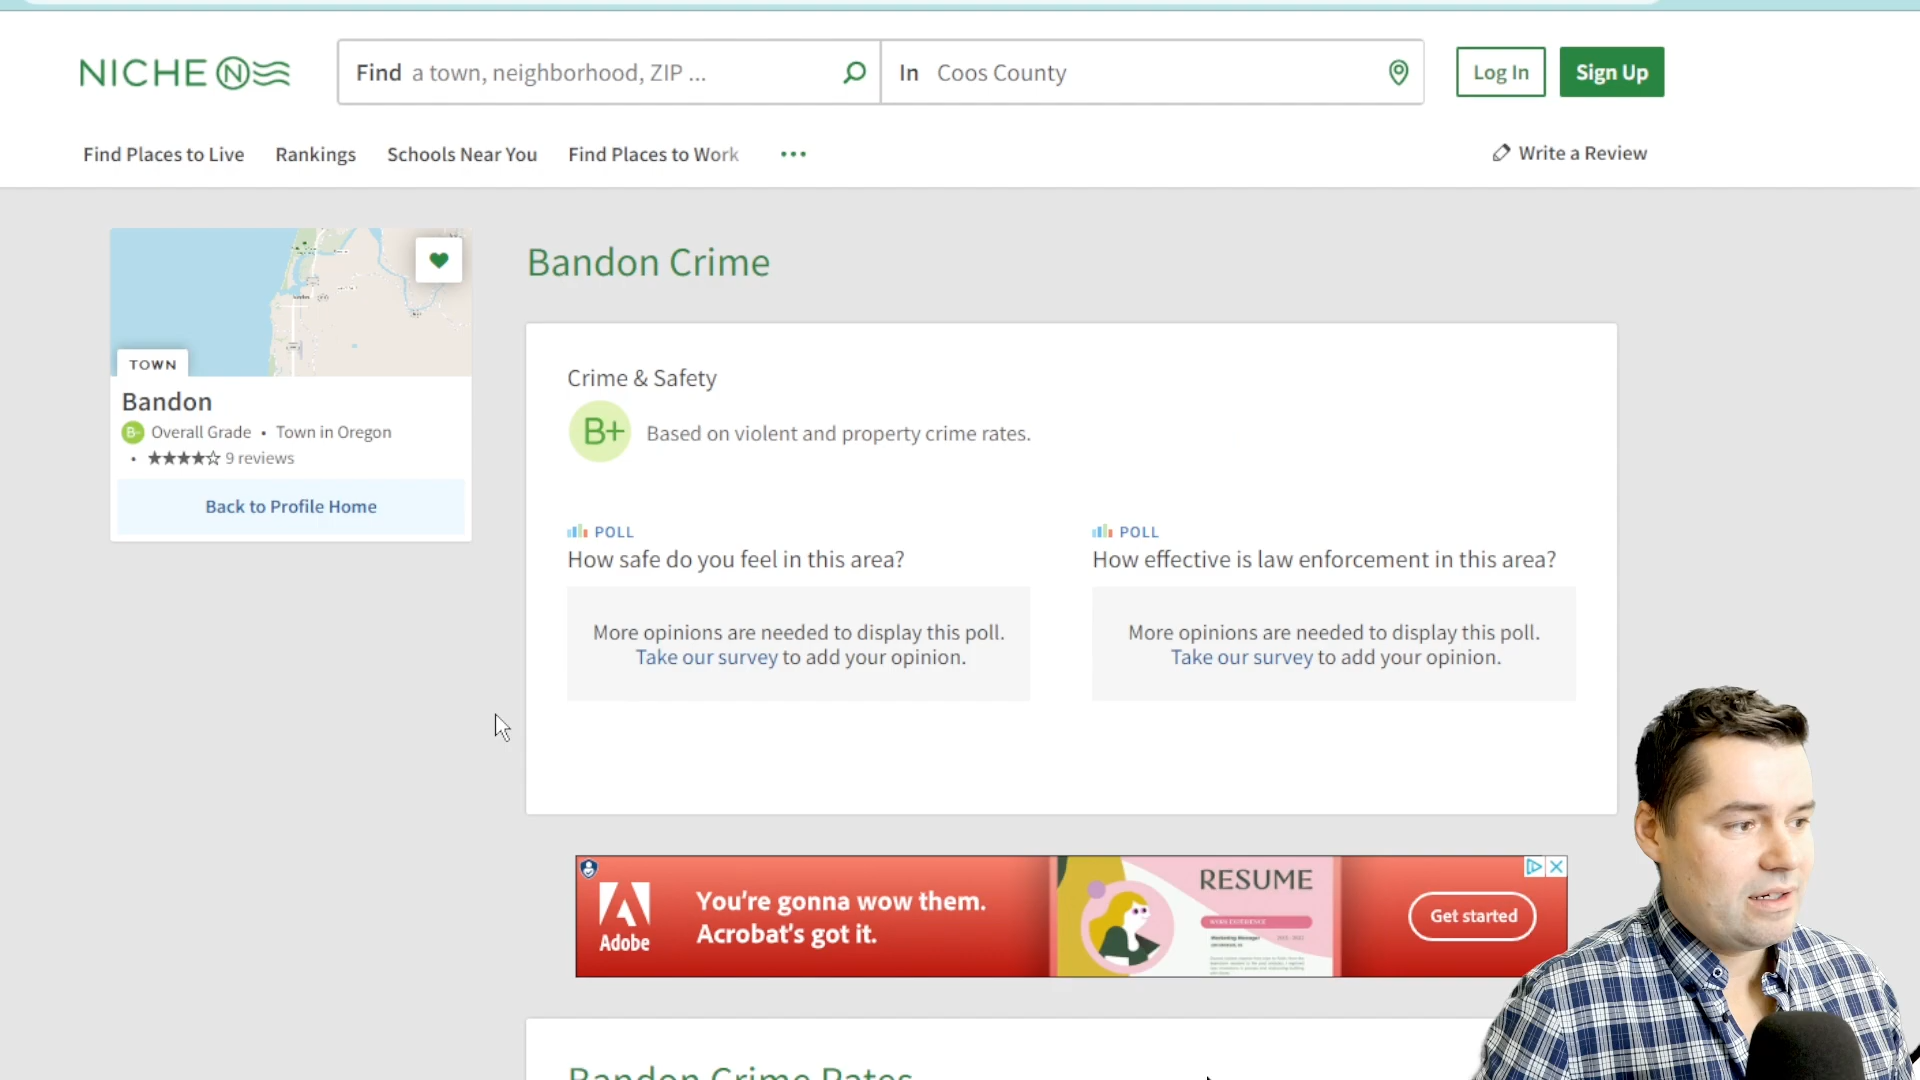 NICHE
Find a town, neighborhood, ZIP ...
In Coos County
Log In
Sign Up
Find Places to Live
Rankings
Schools Near You
Find Places to Work
Write a Review
TOWN
Bandon
B- Overall Grade • Town in Oregon
• ★★★★☆ 9 reviews
Back to Profile Home
Bandon Crime
Crime & Safety
B+ Based on violent and property crime rates.
POLL
How safe do you feel in this area?
More opinions are needed to display this poll.
Take our survey to add your opinion.
POLL
How effective is law enforcement in this area?
More opinions are needed to display this poll.
Take our survey to add your opinion.
Adobe
You're gonna wow them.
Acrobat's got it.
RESUME
Get started
Bandon Crime Rates